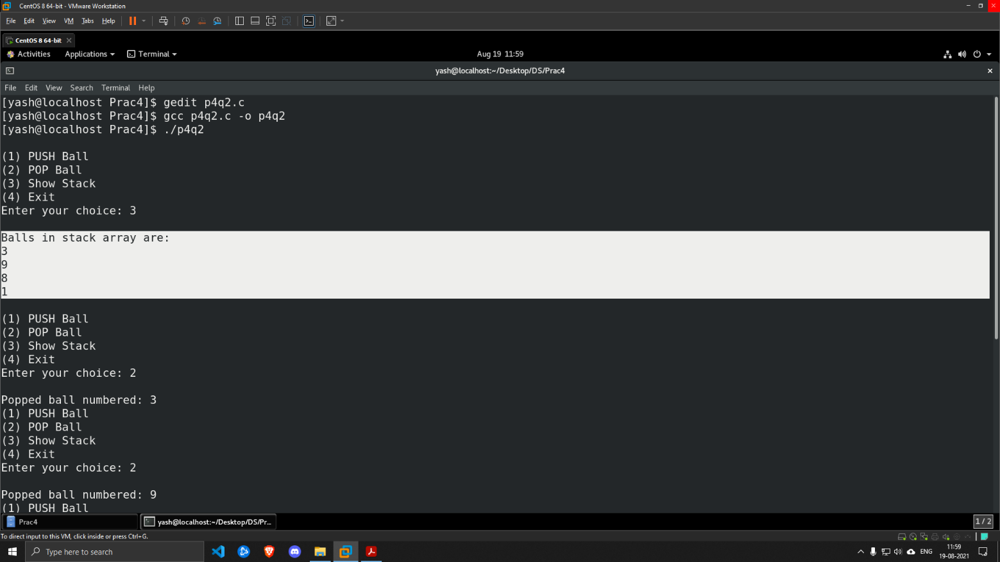 CentOS 8 64-bit - VMware Workstation
File Edit View VM Tabs Help
CentOS 8 64-bit
Activities Applications Terminal Aug 19 11:59
yash@localhost:~/Desktop/DS/Prac4
File Edit View Search Terminal Help
[yash@localhost Prac4]$ gedit p4q2.c
[yash@localhost Prac4]$ gcc p4q2.c -o p4q2
[yash@localhost Prac4]$ ./p4q2
(1) PUSH Ball
(2) POP Ball
(3) Show Stack
(4) Exit
Enter your choice: 3
Balls in stack array are:
3
9
8
1
(1) PUSH Ball
(2) POP Ball
(3) Show Stack
(4) Exit
Enter your choice: 2
Popped ball numbered: 3
(1) PUSH Ball
(2) POP Ball
(3) Show Stack
(4) Exit
Enter your choice: 2
Popped ball numbered: 9
(1) PUSH Ball
Prac4 yash@localhost:~/Desktop/DS/Pr... 1 / 2
To direct input to this VM, click inside or press Ctrl+G.
Type here to search ENG 11:59
19-08-2021